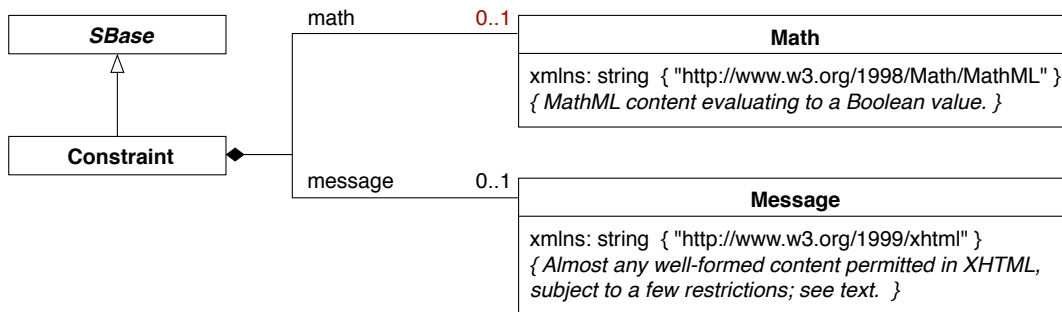 SBase
Constraint
math 0..1
Math
xmlns: string { "http://www.w3.org/1998/Math/MathML" }
{ MathML content evaluating to a Boolean value. }
message 0..1
Message
xmlns: string { "http://www.w3.org/1999/xhtml" }
{ Almost any well-formed content permitted in XHTML,
subject to a few restrictions; see text. }